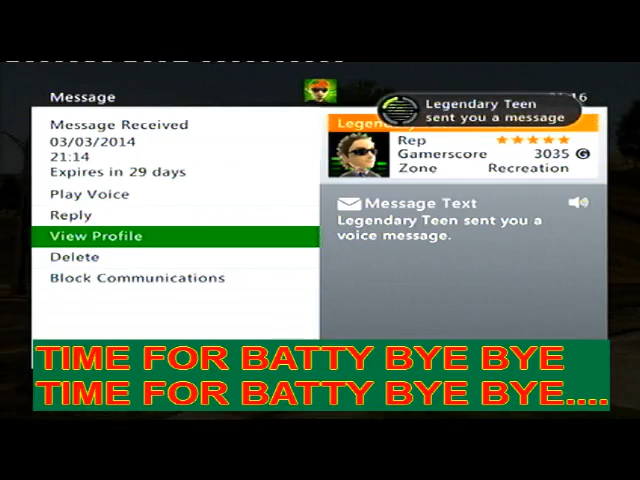 Message
Legendary Teen
sent you a message
Message Received
03/03/2014
21:14
Expires in 29 days
Play Voice
Reply
View Profile
Delete
Block Communications
Rep
Gamerscore 3035 G
Zone Recreation
Message Text
Legendary Teen sent you a
voice message.
TIME FOR BATTY BYE BYE
TIME FOR BATTY BYE BYE....